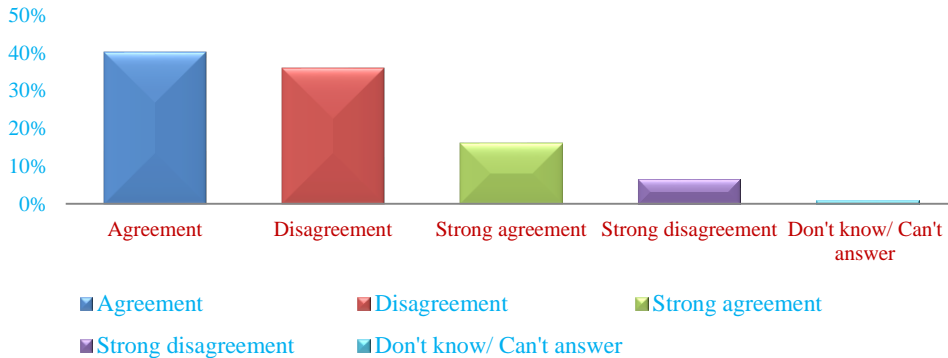 50%
40%
30%
20%
10%
0%
Agreement
Disagreement
Strong agreement
Strong disagreement
Don't know/ Can't
answer
Agreement
Disagreement
Strong agreement
Strong disagreement
Don't know/ Can't answer